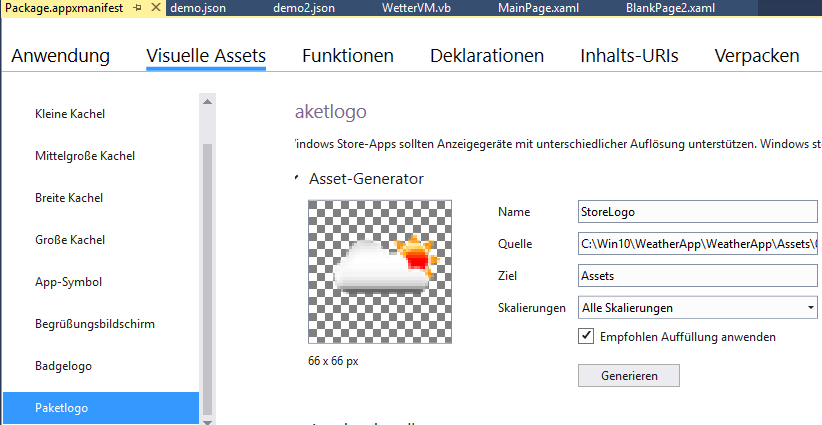 Package.appxmanifest demo.json demo2.json WetterVM.vb MainPage.xaml BlankPage2.xaml
Anwendung Visuelle Assets Funktionen Deklarationen Inhalts-URIs Verpacken
Kleine Kachel
Mittelgroße Kachel
Breite Kachel
Große Kachel
App-Symbol
Begrüßungsbildschirm
Badgelogo
Paketlogo
aketlogo
indows Store-Apps sollten Anzeigegeräte mit unterschiedlicher Auflösung unterstützen. Windows st
Asset-Generator
Name StoreLogo
Quelle C:\Win10\WeatherApp\WeatherApp\Assets\
Ziel Assets
Skalierungen Alle Skalierungen
Empfohlen Auffüllung anwenden
66 x 66 px
Generieren